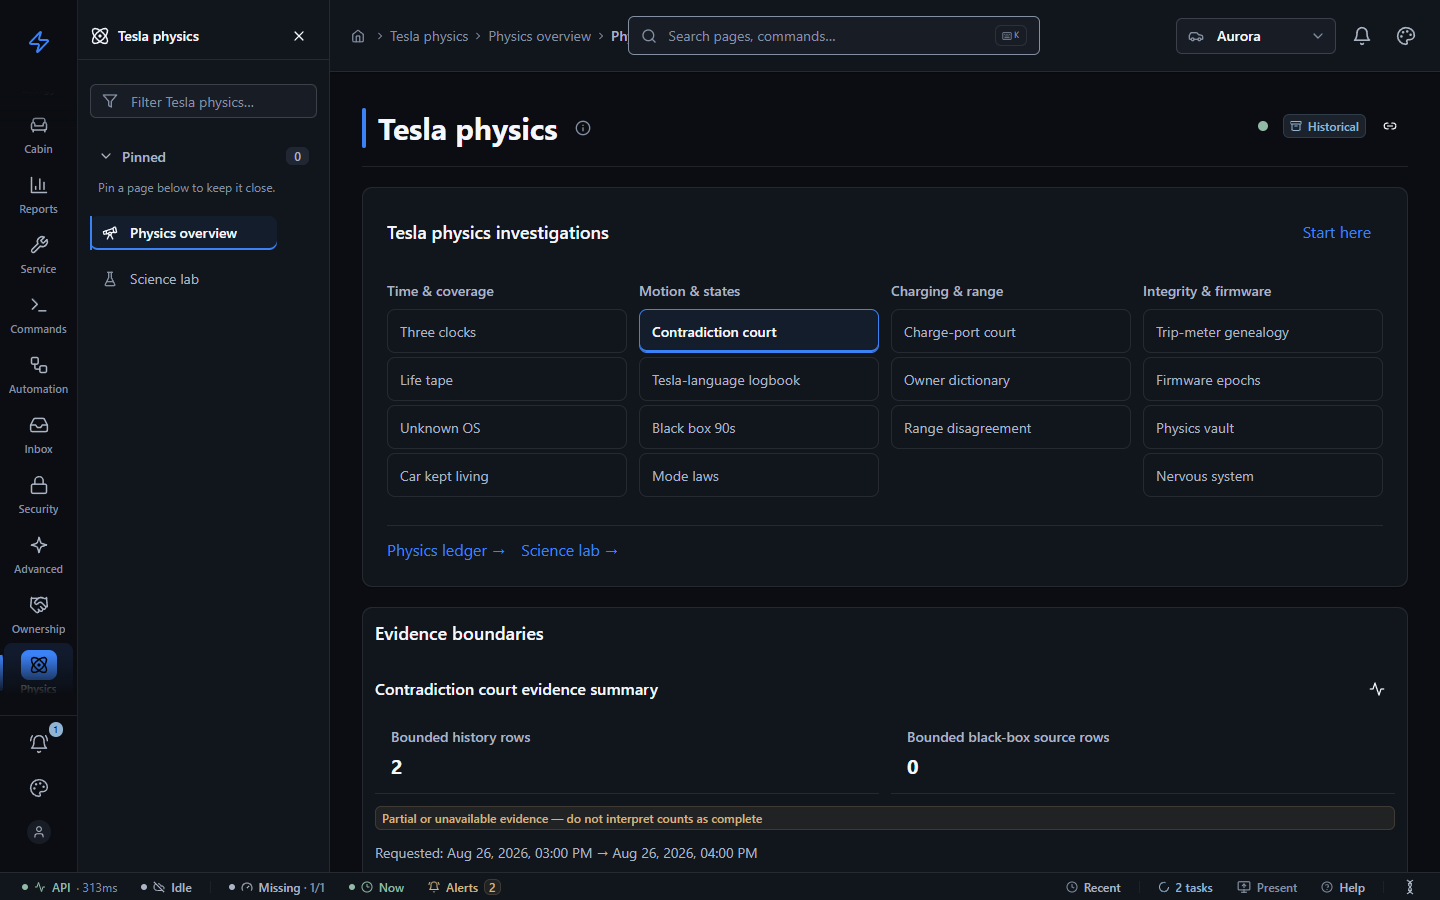 Tesla physics
Tesla physics
Physics overview
Ph
Search pages, commands...
K
Aurora
Filter Tesla physics...
Cabin
Reports
Service
Commands
Automation
Inbox
Security
Advanced
Ownership
Physics
1
Pinned
0
Pin a page below to keep it close.
Physics overview
Science lab
Tesla physics
Historical
Tesla physics investigations
Start here
Time & coverage
Three clocks
Life tape
Unknown OS
Car kept living
Motion & states
Contradiction court
Tesla-language logbook
Black box 90s
Mode laws
Charging & range
Charge-port court
Owner dictionary
Range disagreement
Integrity & firmware
Trip-meter genealogy
Firmware epochs
Physics vault
Nervous system
Physics ledger →
Science lab →
Evidence boundaries
Contradiction court evidence summary
Bounded history rows
2
Bounded black-box source rows
0
Partial or unavailable evidence — do not interpret counts as complete
Requested: Aug 26, 2026, 03:00 PM → Aug 26, 2026, 04:00 PM
API · 313ms
Idle
Missing · 1/1
Now
Alerts 2
Recent
2 tasks
Present
Help